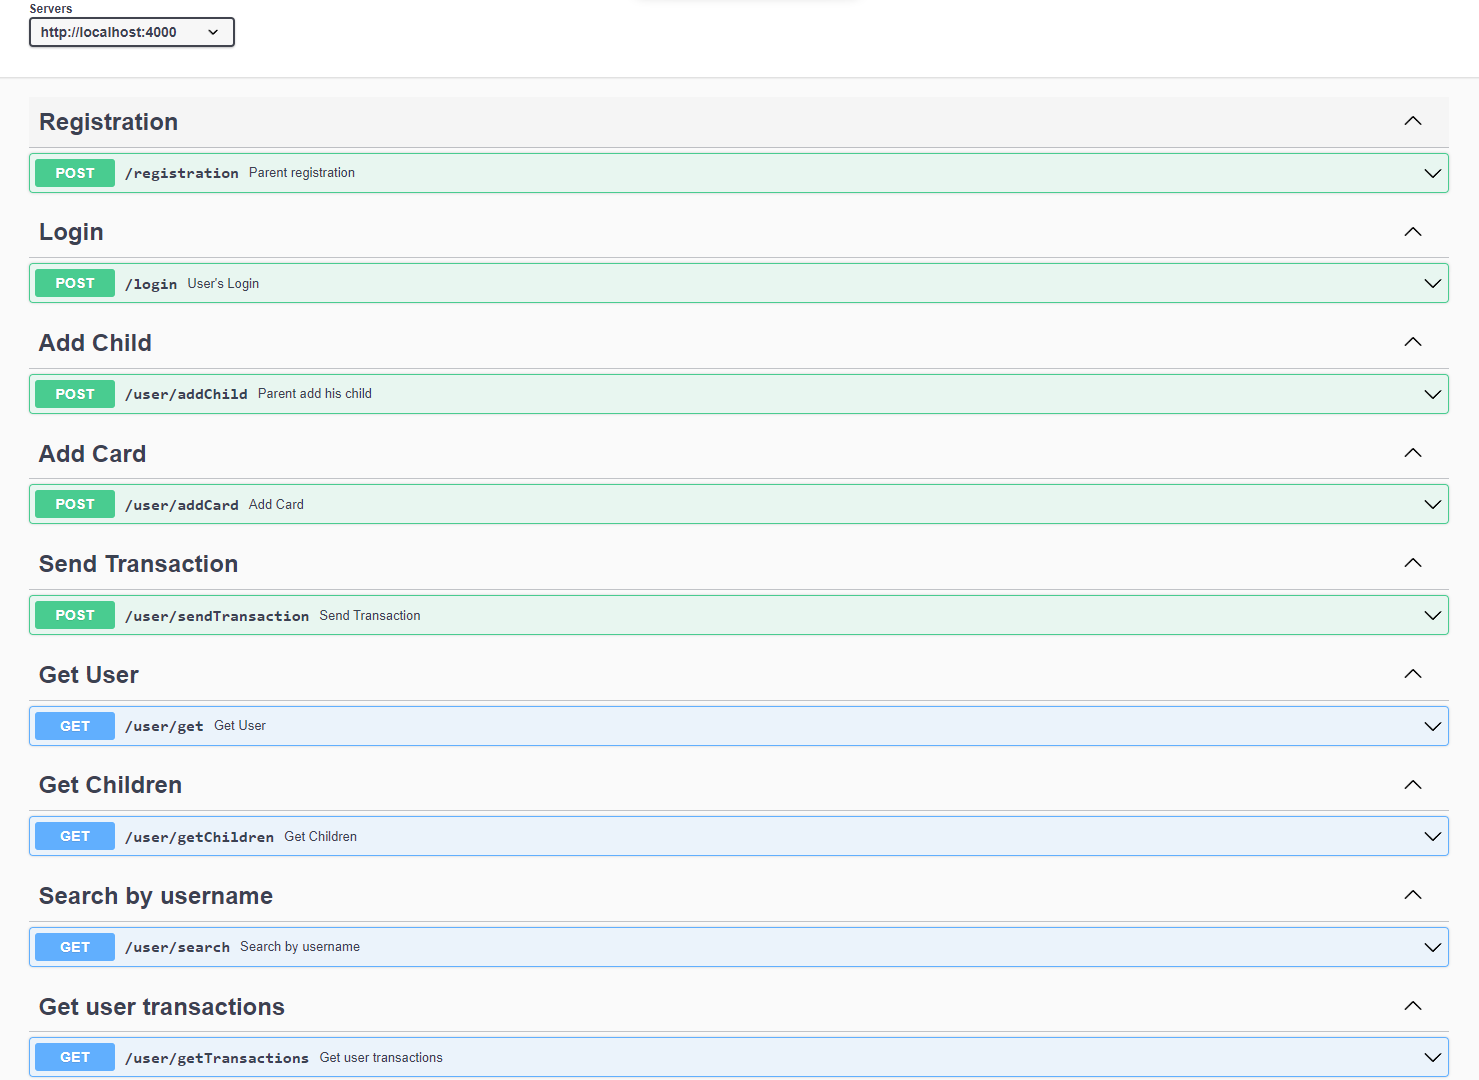 Servers
http://localhost:4000
Registration
POST /registration Parent registration
Login
POST /login User's Login
Add Child
POST /user/addChild Parent add his child
Add Card
POST /user/addCard Add Card
Send Transaction
POST /user/sendTransaction Send Transaction
Get User
GET /user/get Get User
Get Children
GET /user/getChildren Get Children
Search by username
GET /user/search Search by username
Get user transactions
GET /user/getTransactions Get user transactions